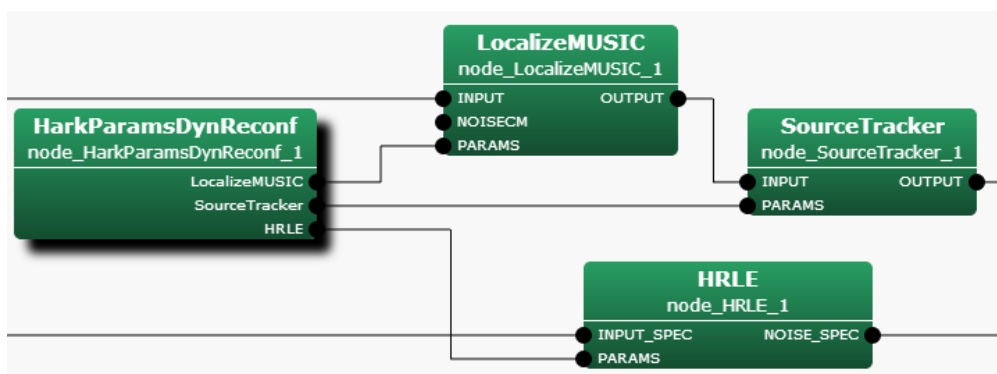 LocalizeMUSIC
node_LocalizeMUSIC_1
INPUT OUTPUT
NOISECM
PARAMS
HarkParamsDynReconf
node_HarkParamsDynReconf_1
LocalizeMUSIC
SourceTracker
HRLE
SourceTracker
node_SourceTracker_1
INPUT OUTPUT
PARAMS
HRLE
node_HRLE_1
INPUT_SPEC NOISE_SPEC
PARAMS